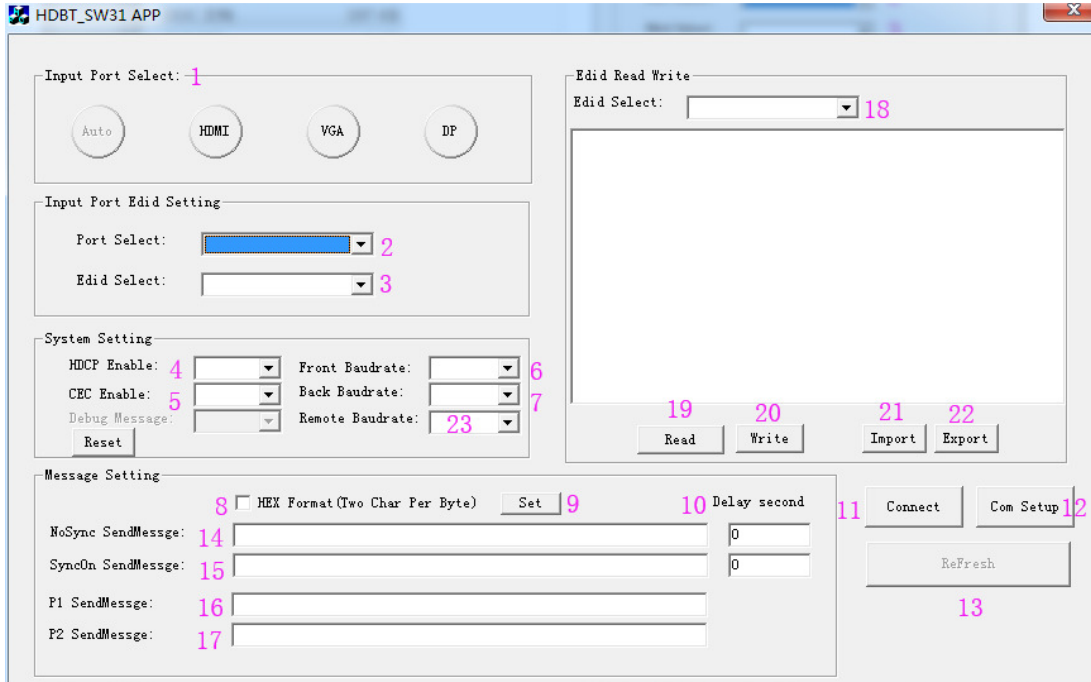 HDBT_SW31 APP
Input Port Select: 1
Auto HDMI VGA DP
Input Port Edid Setting
Port Select: 2
Edid Select: 3
System Setting
HDCP Enable: 4 Front Baudrate: 6
CEC Enable: 5 Back Baudrate: 7
Debug Message: Remote Baudrate: 23
Reset
Edid Read Write
Edid Select: 18
19 20 21 22
Read Write Import Export
Message Setting
8 HEX Format(Two Char Per Byte) Set 9 10 Delay second
NoSync SendMessge: 14 0
SyncOn SendMessge: 15 0
P1 SendMessge: 16
P2 SendMessge: 17
11 Connect Com Setup 12
ReFresh
13